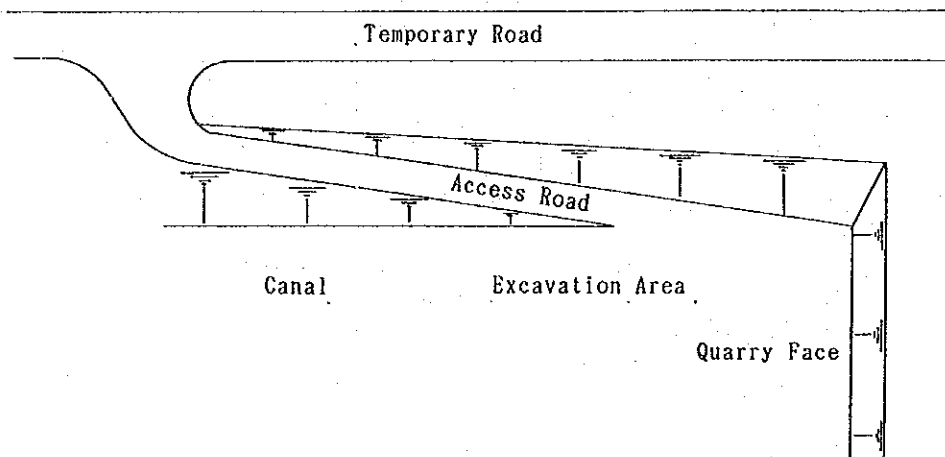 Temporary Road
Access Road
Canal
Excavation Area
Quarry Face